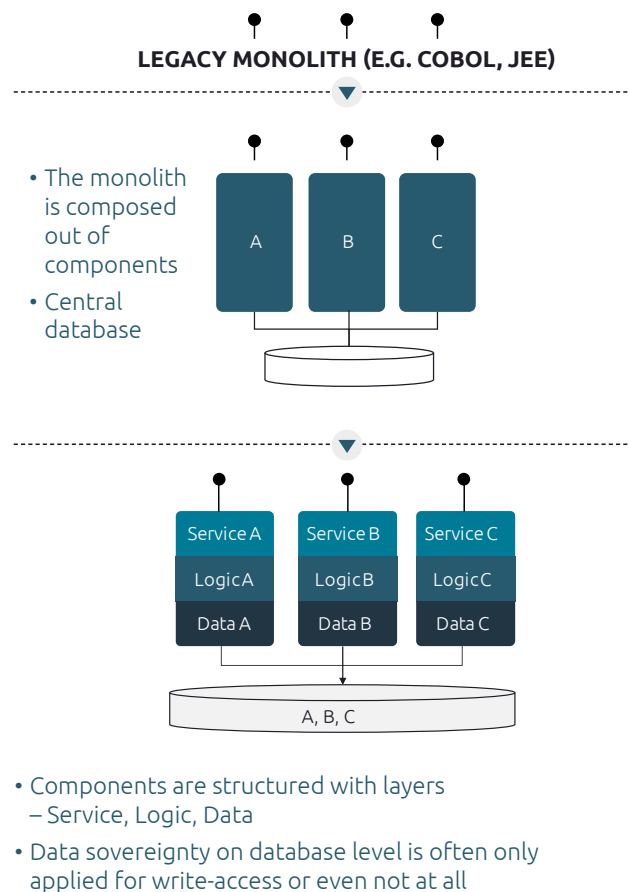 LEGACY MONOLITH (E.G. COBOL, JEE)
• The monolith
is composed
out of
components
• Central
database
A B C
Service A Service B Service C
Logic A Logic B Logic C
Data A Data B Data C
A, B, C
• Components are structured with layers
– Service, Logic, Data
• Data sovereignty on database level is often only
applied for write-access or even not at all